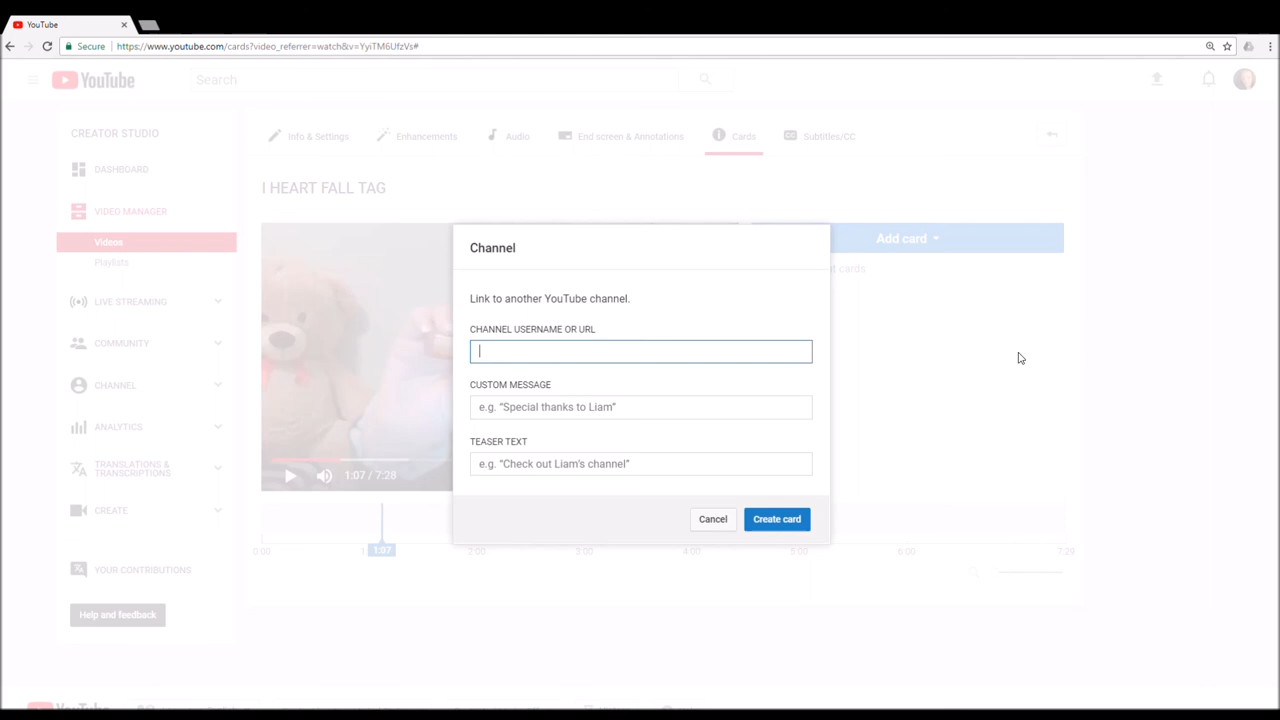 YouTube
Secure https://www.youtube.com/cards?video_referrer=watch&v=YyiTM6UfzVs#
YouTube
Search
CREATOR STUDIO
Info & Settings
Enhancements
Audio
End screen & Annotations
Cards
Subtitles/CC
DASHBOARD
I HEART FALL TAG
VIDEO MANAGER
Videos
Playlists
Add card
cards
Channel
Link to another YouTube channel.
CHANNEL USERNAME OR URL
CUSTOM MESSAGE
e.g. “Special thanks to Liam”
TEASER TEXT
e.g. “Check out Liam’s channel”
Cancel
Create card
LIVE STREAMING
COMMUNITY
CHANNEL
ANALYTICS
TRANSLATIONS &
TRANSCRIPTIONS
CREATE
YOUR CONTRIBUTIONS
Help and feedback
1:07 / 7:28
0:00
1:07
2:00
3:00
4:00
5:00
6:00
7:29
YouTube